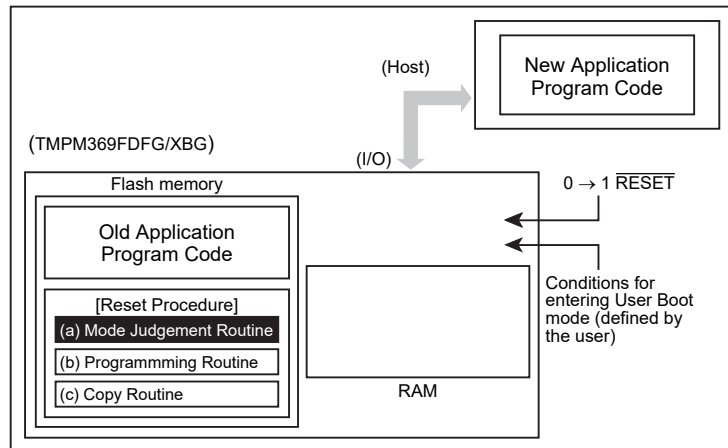 (Host)
New Application
Program Code
(TMPM369FDFG/XBG)
(I/O)
Flash memory
0 → 1 RESET
Old Application
Program Code
[Reset Procedure]
(a) Mode Judgement Routine
(b) Programmming Routine
(c) Copy Routine
RAM
Conditions for
entering User Boot
mode (defined by
the user)